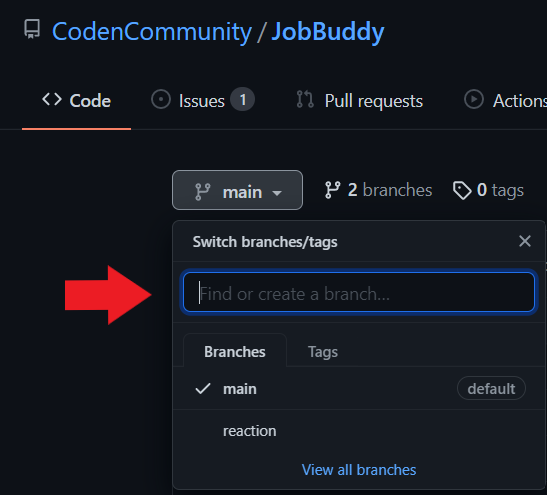 CodenCommunity / JobBuddy
Code Issues 1 Pull requests Actions
main 2 branches 0 tags
Switch branches/tags
Find or create a branch...
Branches Tags
main default
reaction
View all branches